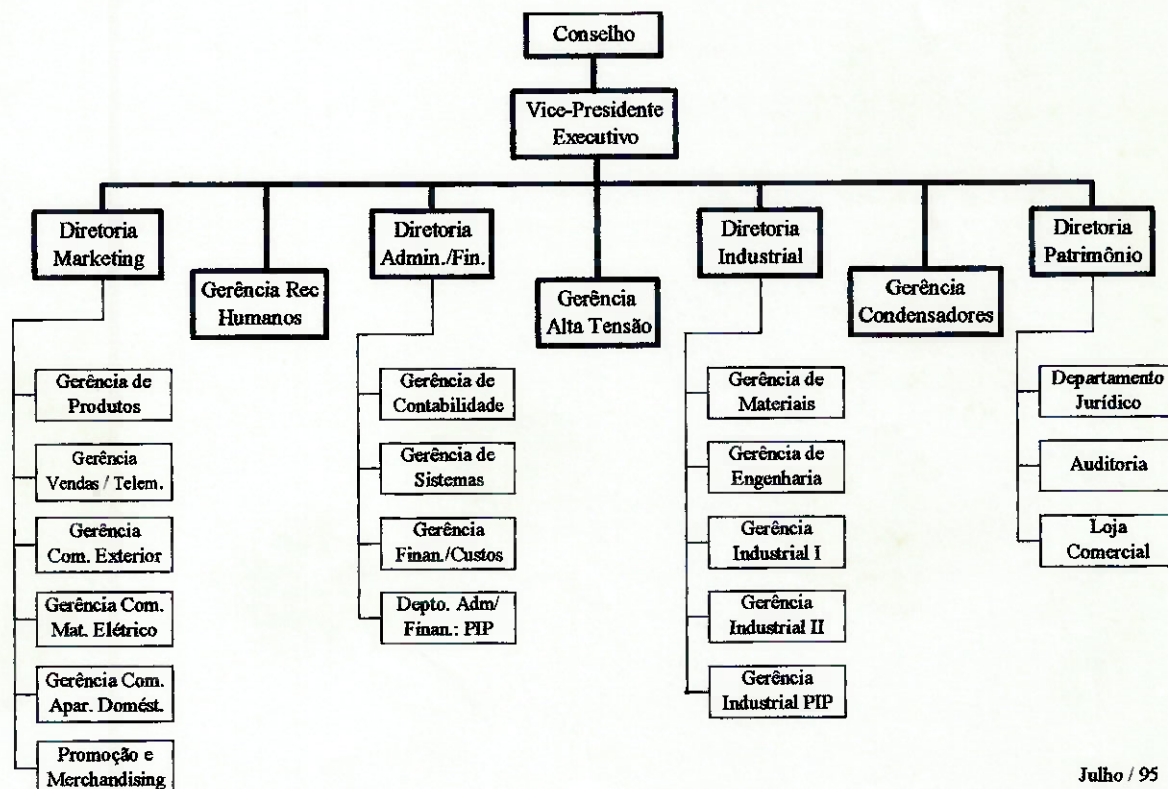 Conselho
Vice-Presidente
Executivo
Diretoria
Marketing
Gerência Rec
Humanos
Diretoria
Admin./Fin.
Gerência
Alta Tensão
Diretoria
Industrial
Gerência
Condensadores
Diretoria
Patrimônio
Gerência de
Produtos
Gerência
Vendas / Telem.
Gerência
Com. Exterior
Gerência Com.
Mat. Elétrico
Gerência Com.
Apar. Domést.
Promoção e
Merchandising
Gerência de
Contabilidade
Gerência de
Sistemas
Gerência
Finan./Custos
Depto. Adm/
Finan.: PIP
Gerência de
Materiais
Gerência de
Engenharia
Gerência
Industrial I
Gerência
Industrial II
Gerência
Industrial PIP
Departamento
Jurídico
Auditoria
Loja
Comercial
Julho / 95